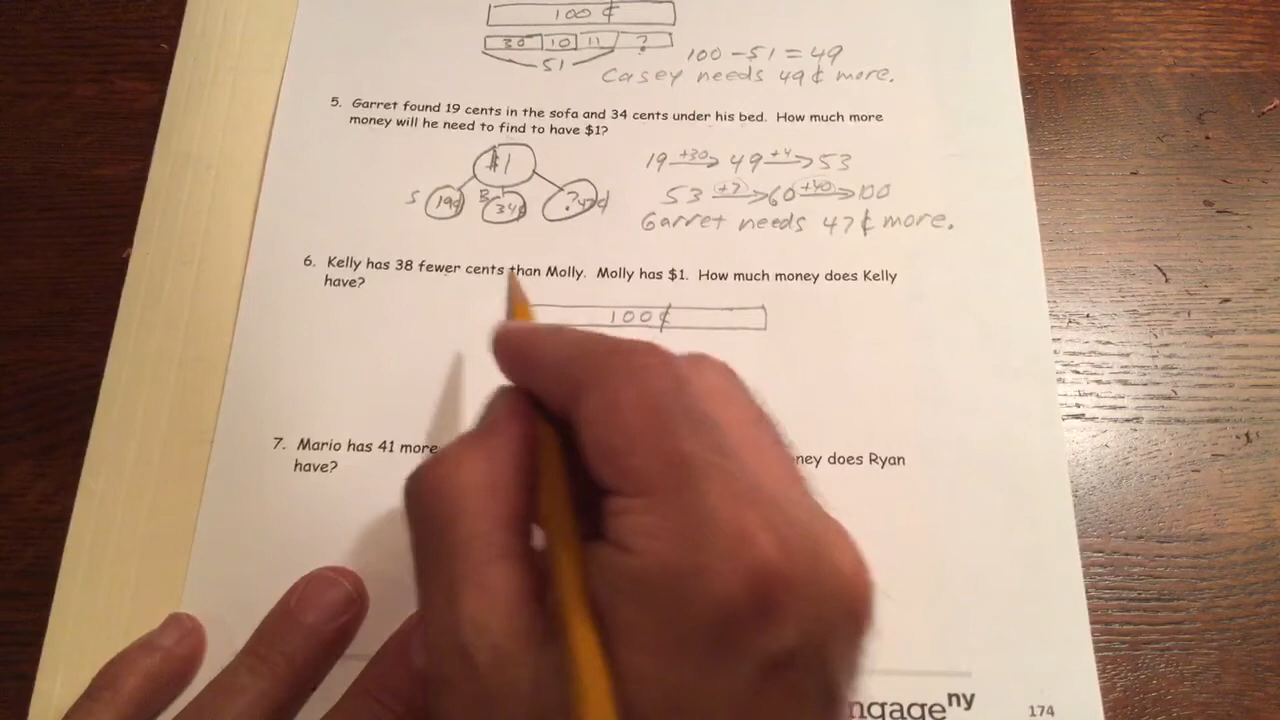 100 ¢
30 10 11 ?
51
100 - 51 = 49
Casey needs 49¢ more.
5. Garret found 19 cents in the sofa and 34 cents under his bed. How much more
money will he need to find to have $1?
$1
S 19¢ B 34¢ ? 47¢
19 +30 → 49 +4 → 53
53 +7 → 60 +40 → 100
Garret needs 47¢ more.
6. Kelly has 38 fewer cents than Molly. Molly has $1. How much money does Kelly
have?
100¢
7. Mario has 41 more ney does Ryan
have?
ngageny 174